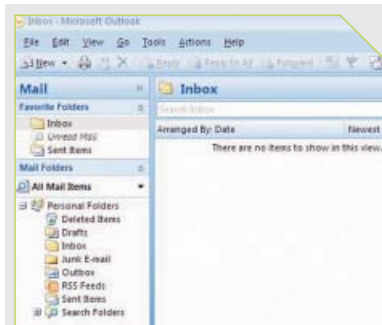 Inbox - Microsoft Outlook
File Edit View Go Tools Actions Help
New Reply Reply to All Forward
Mail
Inbox
Favorite Folders
Search Inbox
Inbox
Unread Mail
Sent Items
Arranged By: Date Newest
There are no items to show in this view.
Mail Folders
All Mail Items
Personal Folders
Deleted Items
Drafts
Inbox
Junk E-mail
Outbox
RSS Feeds
Sent Items
Search Folders